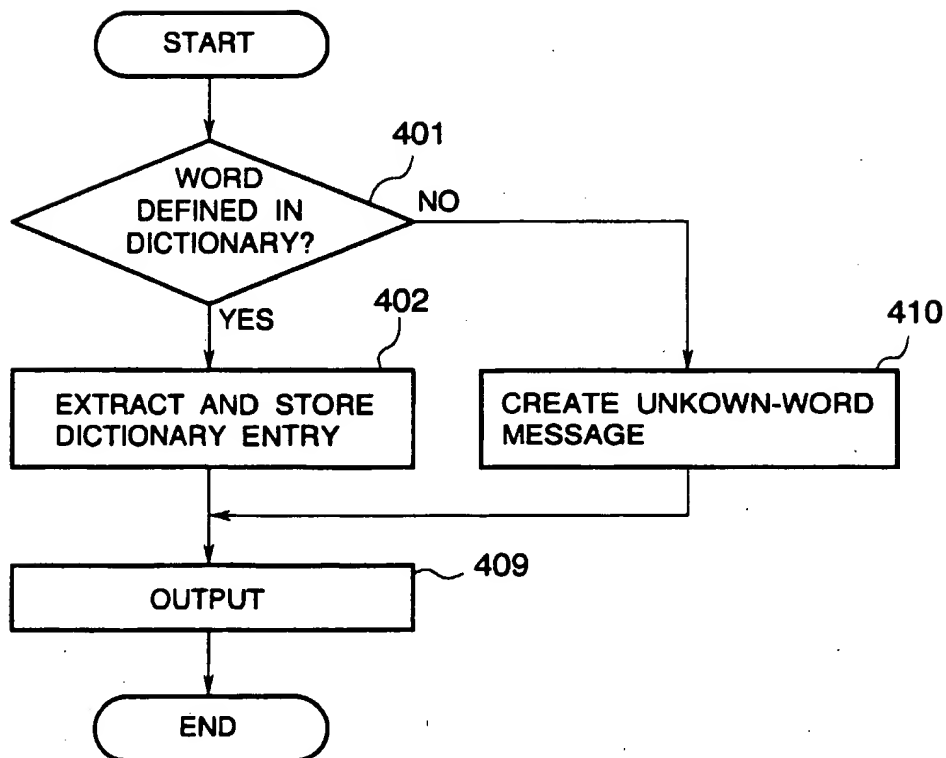 START
401
WORD
DEFINED IN
DICTIONARY?
NO
YES
402
410
EXTRACT AND STORE
DICTIONARY ENTRY
CREATE UNKOWN-WORD
MESSAGE
409
OUTPUT
END